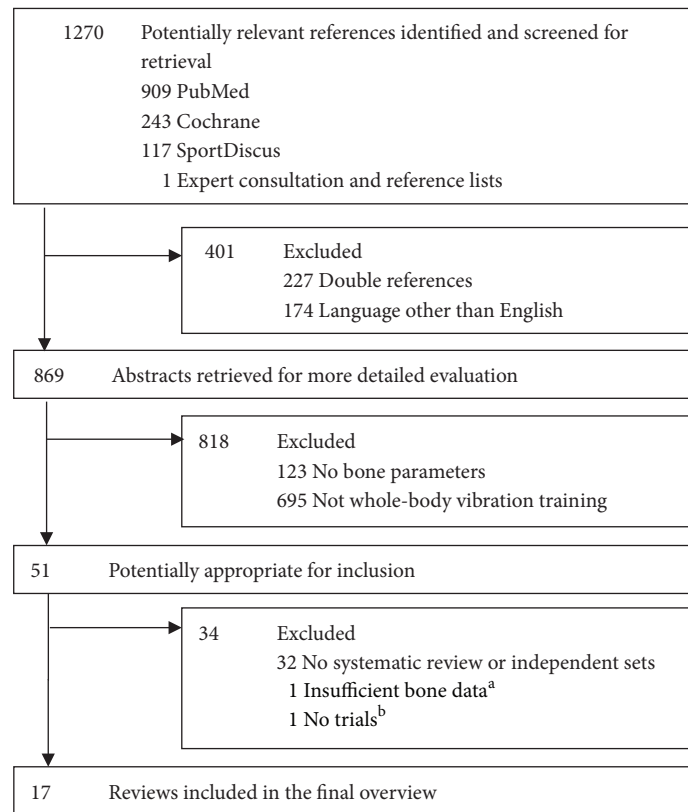 1270 Potentially relevant references identified and screened for
retrieval
909 PubMed
243 Cochrane
117 SportDiscus
1 Expert consultation and reference lists
401 Excluded
227 Double references
174 Language other than English
869 Abstracts retrieved for more detailed evaluation
818 Excluded
123 No bone parameters
695 Not whole-body vibration training
51 Potentially appropriate for inclusion
34 Excluded
32 No systematic review or independent sets
1 Insufficient bone dataᵃ
1 No trialsᵇ
17 Reviews included in the final overview